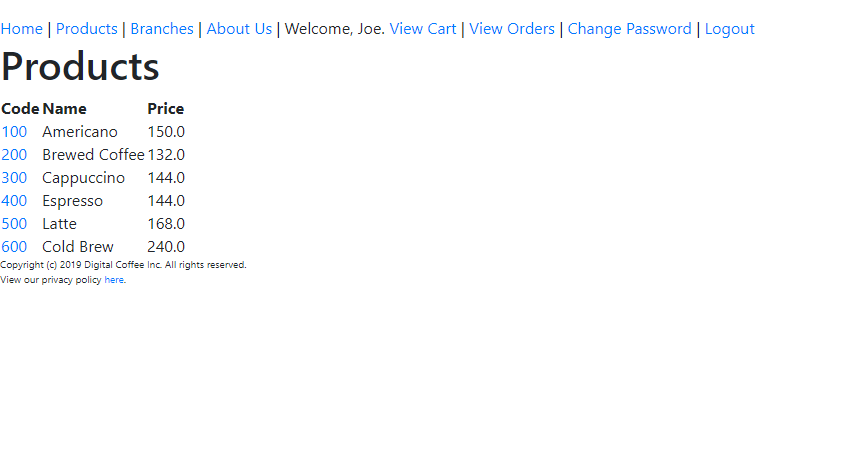 Home | Products | Branches | About Us | Welcome, Joe. View Cart | View Orders | Change Password | Logout
Products
Code Name Price
100 Americano 150.0
200 Brewed Coffee 132.0
300 Cappuccino 144.0
400 Espresso 144.0
500 Latte 168.0
600 Cold Brew 240.0
Copyright (c) 2019 Digital Coffee Inc. All rights reserved.
View our privacy policy here.